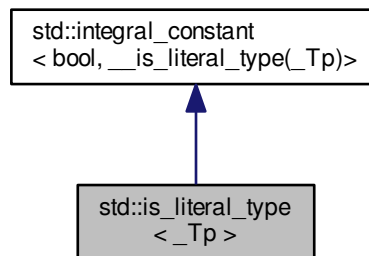 std::integral_constant
< bool, __is_literal_type(_Tp)>
std::is_literal_type
< _Tp >